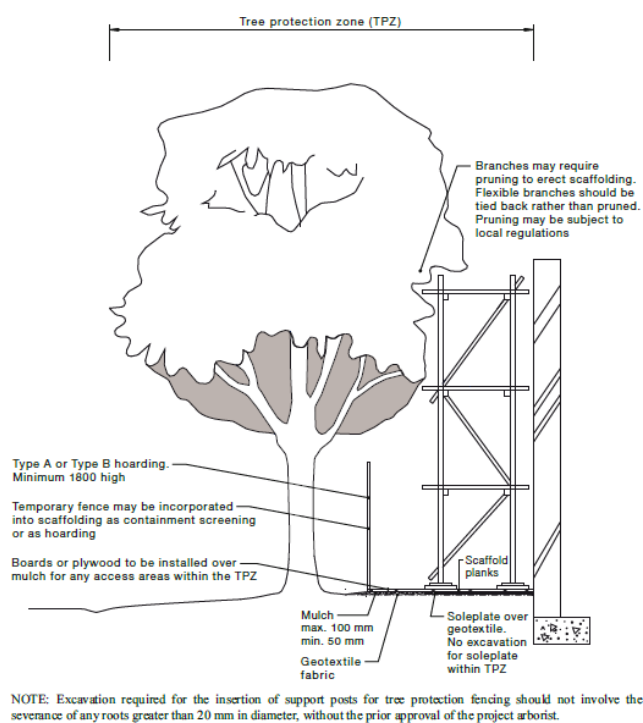 Tree protection zone (TPZ)
Branches may require
pruning to erect scaffolding.
Flexible branches should be
tied back rather than pruned.
Pruning may be subject to
local regulations
Type A or Type B hoarding.
Minimum 1800 high
Temporary fence may be incorporated
into scaffolding as containment screening
or as hoarding
Boards or plywood to be installed over
mulch for any access areas within the TPZ
Scaffold
planks
Mulch
max. 100 mm
min. 50 mm
Soleplate over
geotextile.
No excavation
for soleplate
within TPZ
Geotextile
fabric
NOTE: Excavation required for the insertion of support posts for tree protection fencing should not involve the
severance of any roots greater than 20 mm in diameter, without the prior approval of the project arborist.